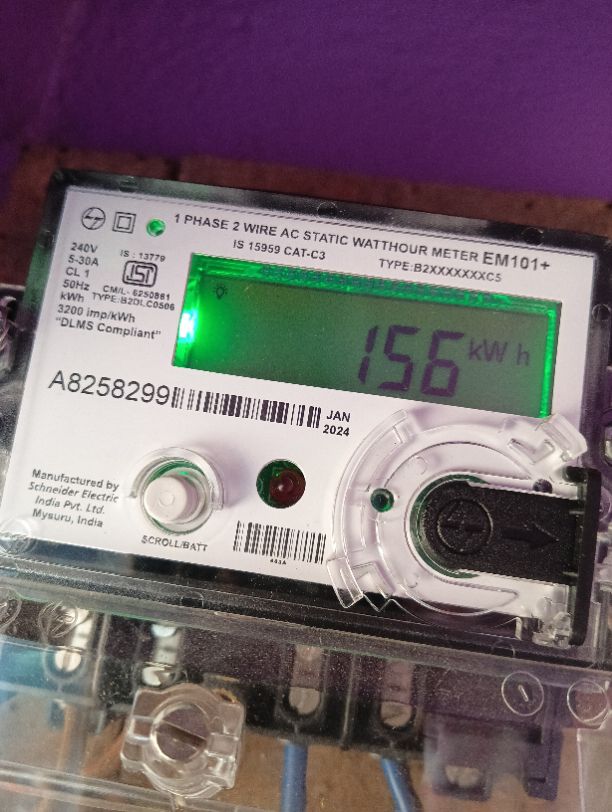 1 PHASE 2 WIRE AC STATIC WATTHOUR METER EM101+
IS 15959 CAT-C3 TYPE:B2XXXXXXXC5
240V
5-30A IS : 13779
CL 1
50Hz CM/L- 6250861
kWh TYPE:B2DLC0506
3200 imp/kWh
"DLMS Compliant"
156 kWh
A8258299
JAN
2024
Manufactured by
Schneider Electric
India Pvt. Ltd.
Mysuru, India
SCROLL/BATT